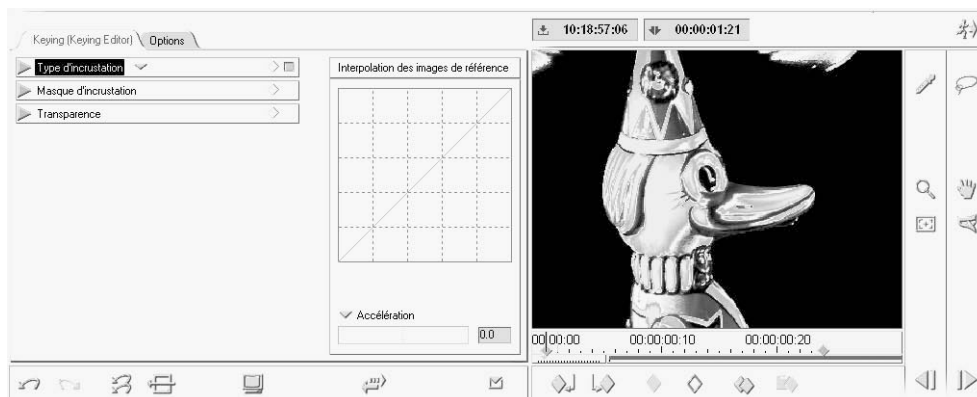 Keying (Keying Editor)
Options
Type d'incrustation
Masque d'incrustation
Transparence
Interpolation des images de référence
Accélération
0.0
10:18:57:06
00:00:01:21
00:00:00
00:00:00:10
00:00:00:20